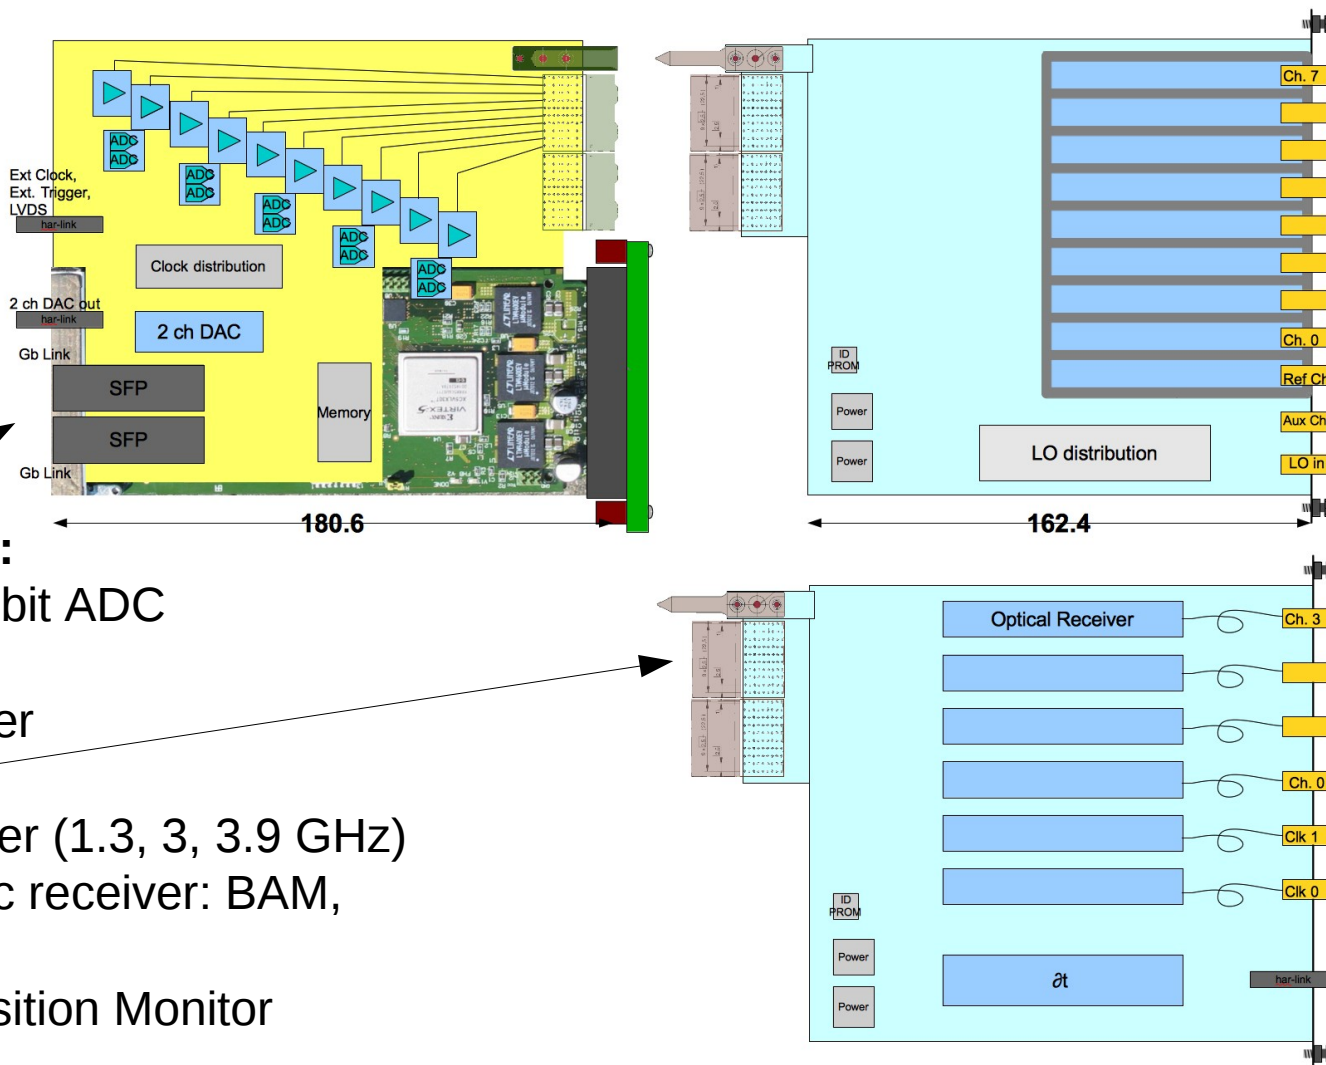 ADC
ADC
ADC
ADC
ADC
ADC
ADC
ADC
ADC
ADC
Ext Clock,
Ext. Trigger,
LVDS
har-link
Clock distribution
2 ch DAC out
har-link
2 ch DAC
Gb Link
SFP
SFP
Gb Link
Memory
VIRTEX-5
180.6
Ch. 7
Ch. 0
Ref Ch
Aux Ch
LO in
ID
PROM
Power
Power
LO distribution
162.4
:
bit ADC
er
er (1.3, 3, 3.9 GHz)
c receiver: BAM,
sition Monitor
Optical Receiver
Ch. 3
Ch. 0
Clk 1
Clk 0
ID
PROM
Power
Power
∂t
har-link